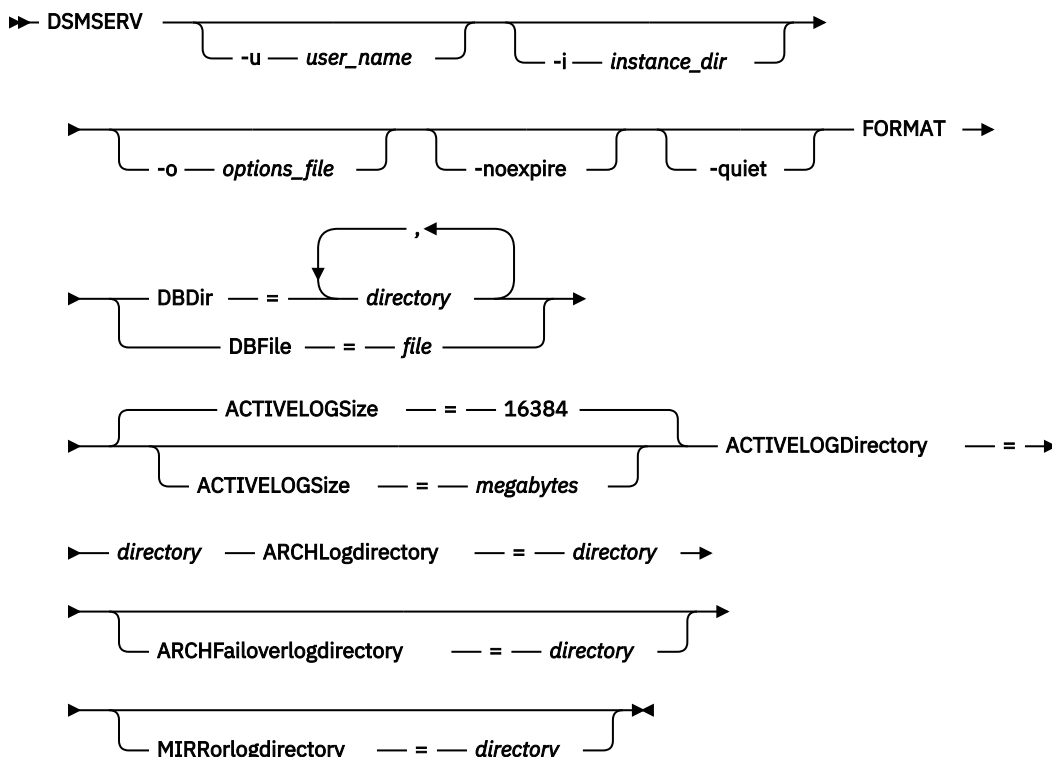 DSMSERV
-u user_name -i instance_dir
FORMAT
-o options_file -noexpire -quiet
,
DBDir = directory
DBFile = file
ACTIVELOGSize = 16384
ACTIVELOGDirectory =
ACTIVELOGSize = megabytes
directory ARCHLogdirectory = directory
ARCHFailoverlogdirectory = directory
MIRRorlogdirectory = directory